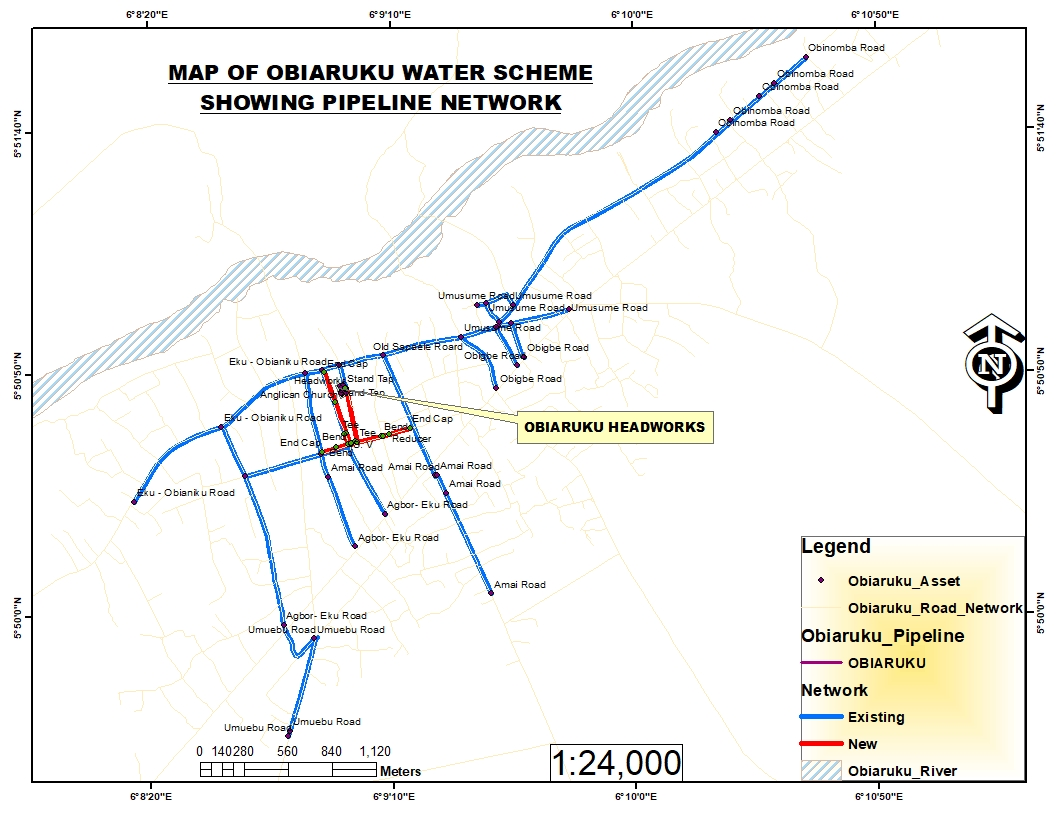 6°8'20"E
6°9'10"E
6°10'0"E
6°10'50"E
MAP OF OBIARUKU WATER SCHEME
SHOWING PIPELINE NETWORK
Obinomba Road
Obinomba Road
Obinomba Road
Obinomba Road
Obinomba Road
5°51'40"N
5°51'40"N
Umusume Road
Umusume Road
Umusume Road
Umusume Road
Umusume Road
Old Sapeele Roard
Obigbe Road
Obigbe Road
Obigbe Road
5°50'50"N
5°50'50"N
N
Eku - Obianiku Road
End Cap
Headworks
Stand Tap
Anglican Church
Stand Tap
OBIARUKU HEADWORKS
Eku - Obianiku Road
End Cap
Tee
Bend
Tee
Reducer
End Cap
Bend
S. V
Bend
Amai Road
Amai Road
Amai Road
Amai Road
Eku - Obianiku Road
Agbor- Eku Road
Agbor- Eku Road
Amai Road
Agbor- Eku Road
Umuebu Road
Umuebu Road
Umuebu Road
Umuebu Road
5°50'0"N
5°50'0"N
Legend
Obiaruku_Asset
Obiaruku_Road_Network
Obiaruku_Pipeline
OBIARUKU
Network
Existing
New
Obiaruku_River
0 140 280 560 840 1,120
Meters
1:24,000
6°8'20"E
6°9'10"E
6°10'0"E
6°10'50"E